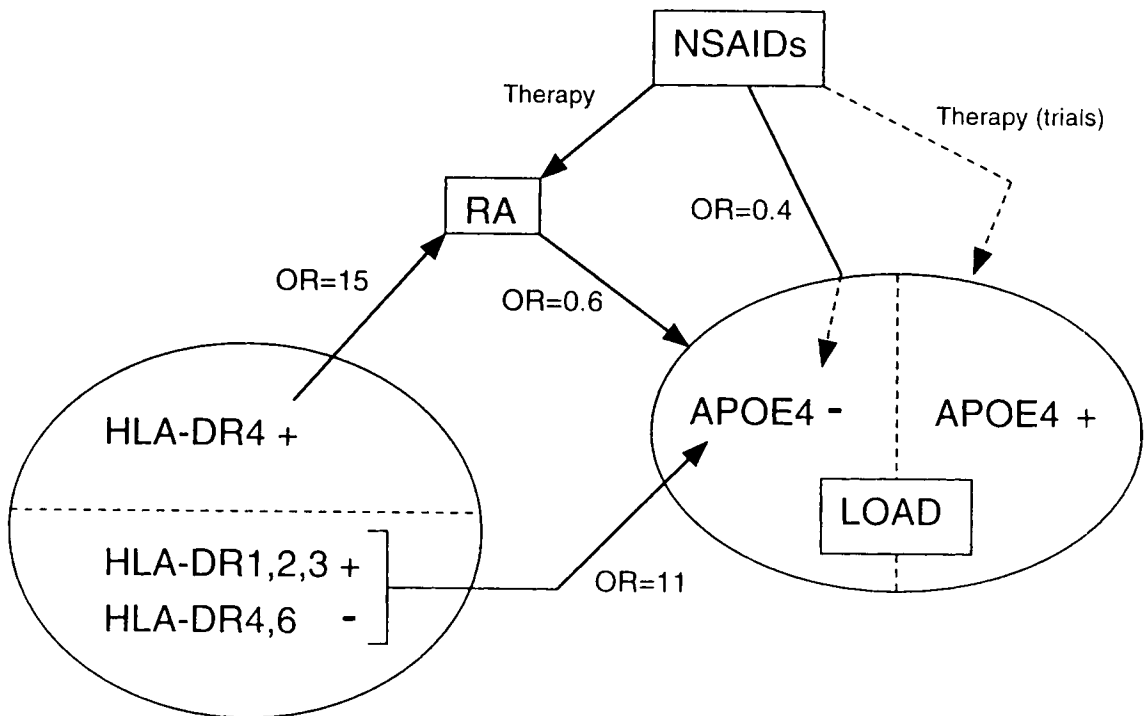 NSAIDs
Therapy
Therapy (trials)
RA
OR=0.4
OR=15
OR=0.6
HLA-DR4 +
APOE4 -
APOE4 +
LOAD
HLA-DR1,2,3 +
HLA-DR4,6 -
OR=11